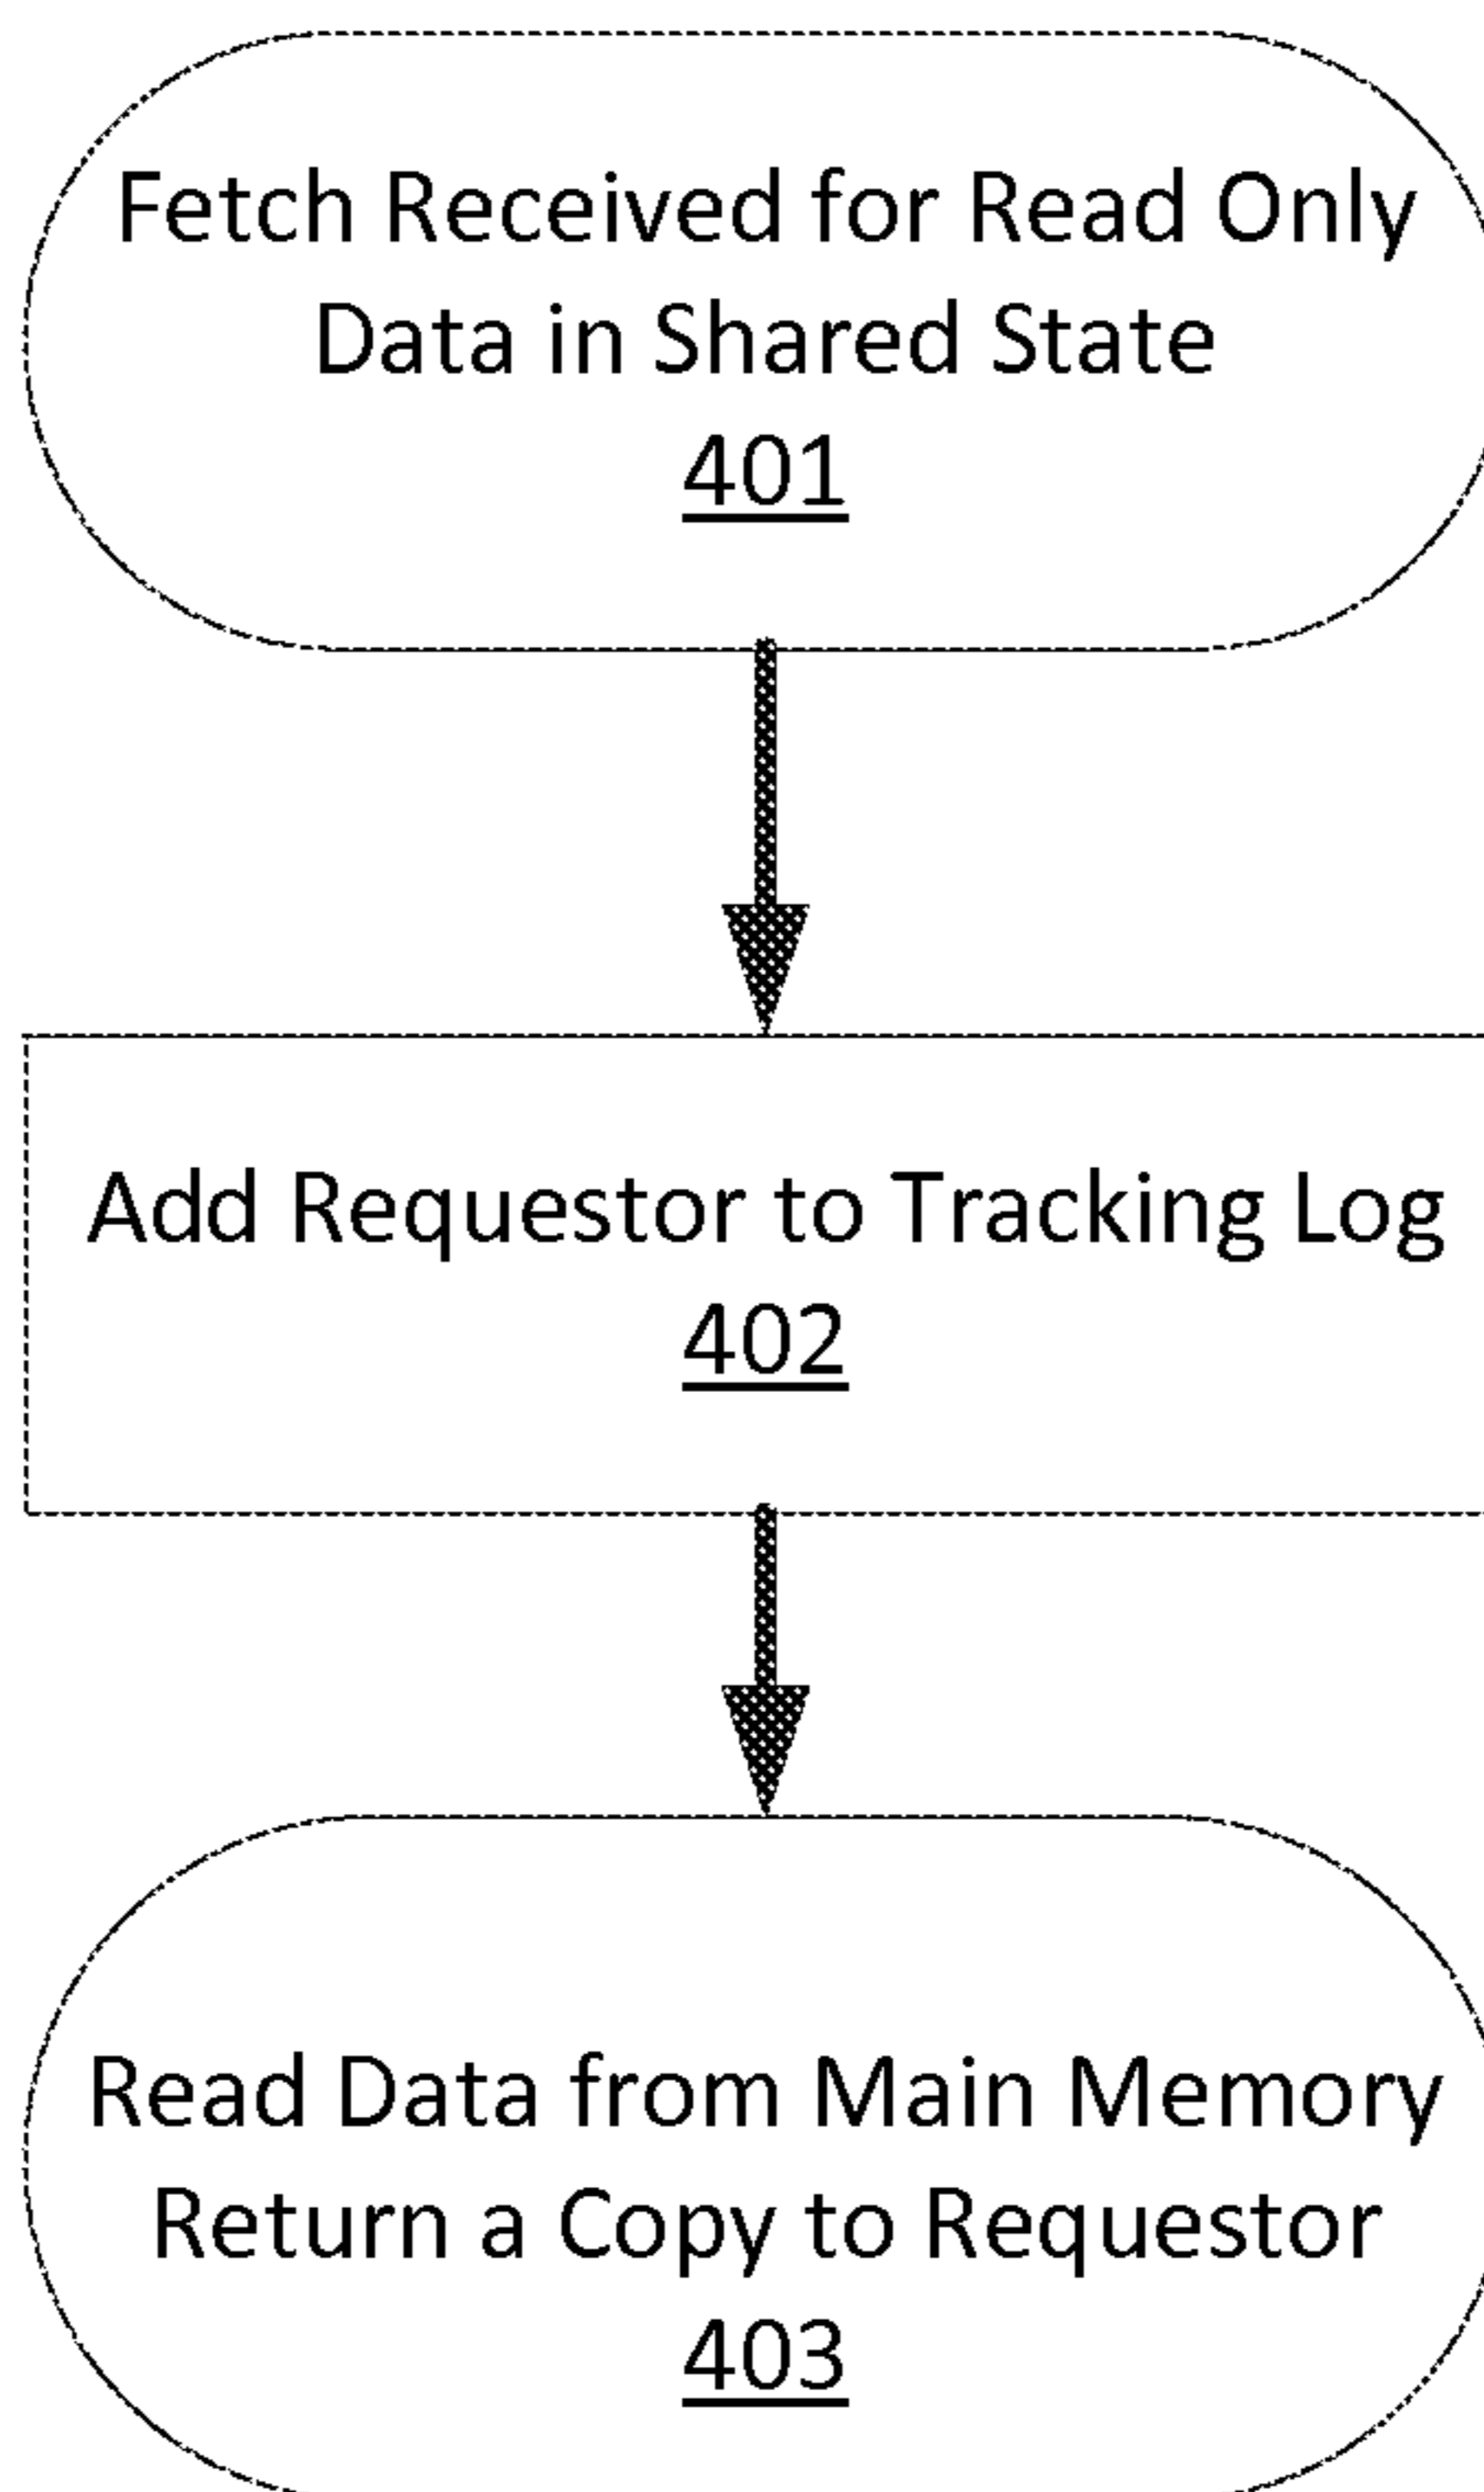 Fetch Received for Read Only
Data in Shared State
401
Add Requestor to Tracking Log
402
Read Data from Main Memory
Return a Copy to Requestor
403